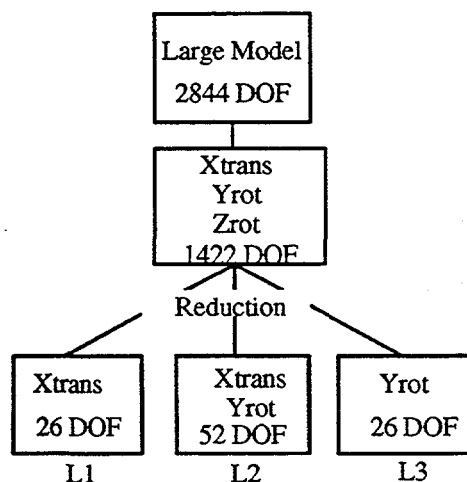 Large Model
2844 DOF
Xtrans
Yrot
Zrot
1422 DOF
Reduction
Xtrans
26 DOF
L1
Xtrans
Yrot
52 DOF
L2
Yrot
26 DOF
L3